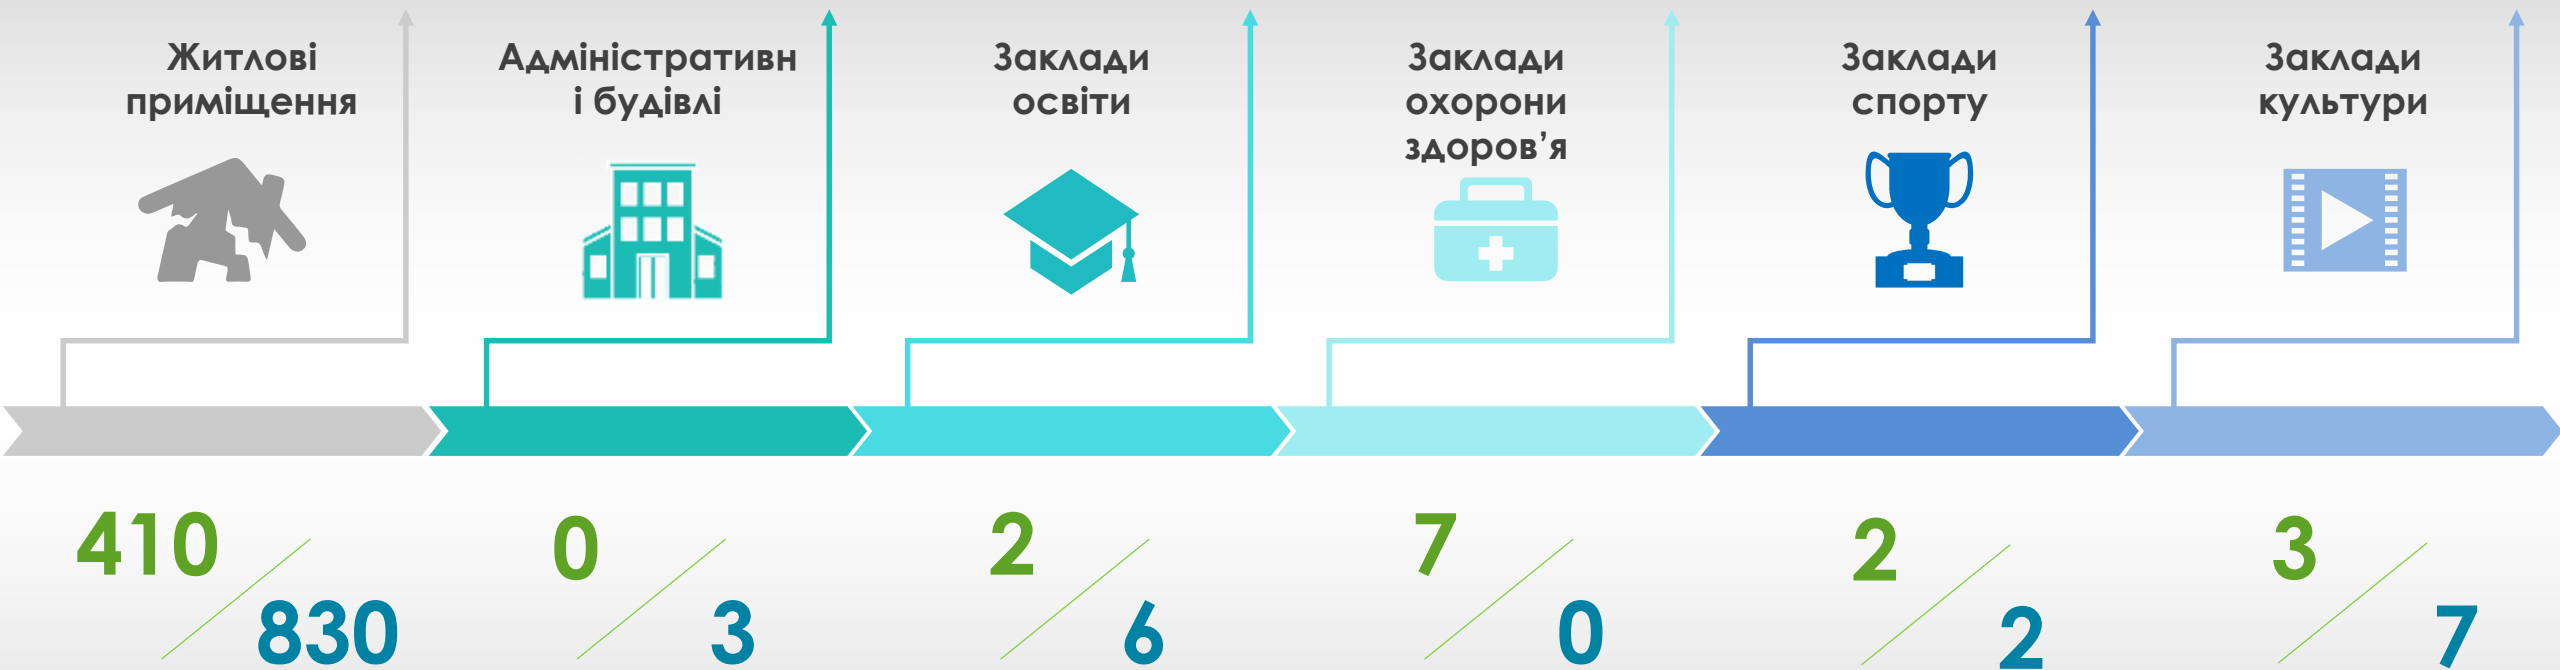 Житлові
приміщення
Адміністративн
і будівлі
Заклади
освіти
Заклади
охорони
здоров’я
Заклади
спорту
Заклади
культури
410
830
0
3
2
6
7
0
2
2
3
7